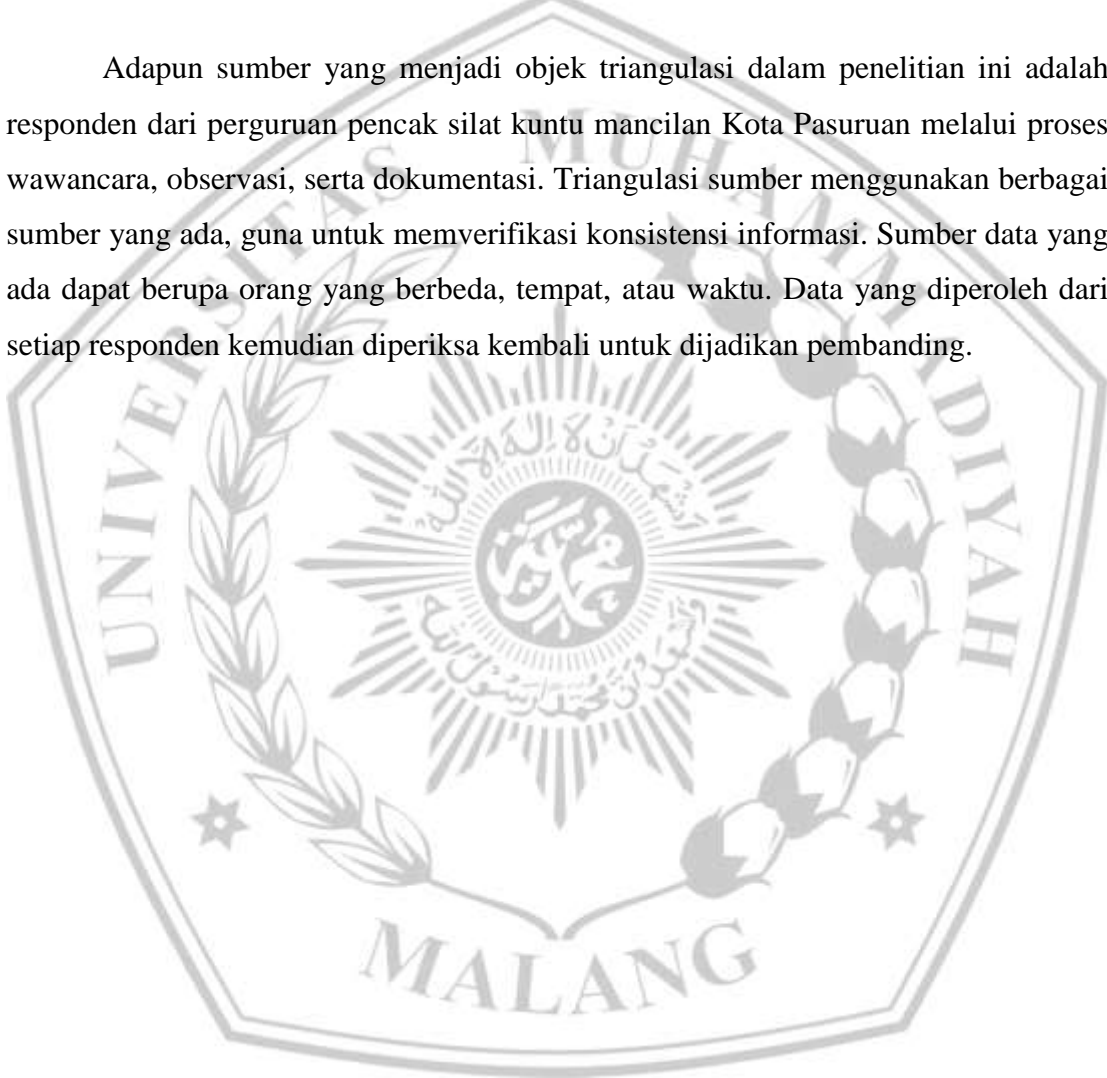 Adapun sumber yang menjadi objek triangulasi dalam penelitian ini adalah
responden dari perguruan pencak silat kuntu mancilan Kota Pasuruan melalui proses
wawancara, observasi, serta dokumentasi. Triangulasi sumber menggunakan berbagai
sumber yang ada, guna untuk memverifikasi konsistensi informasi. Sumber data yang
ada dapat berupa orang yang berbeda, tempat, atau waktu. Data yang diperoleh dari
setiap responden kemudian diperiksa kembali untuk dijadikan pembanding.
UNIVERSITAS MUHAMMADIYAH
MALANG